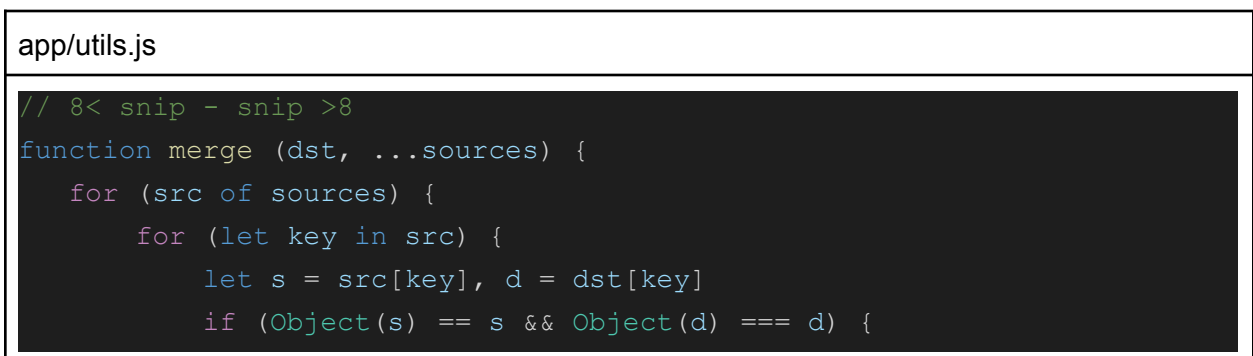 app/utils.js
// 8< snip - snip >8
function merge (dst, ...sources) {
   for (src of sources) {
       for (let key in src) {
           let s = src[key], d = dst[key]
           if (Object(s) == s && Object(d) === d) {